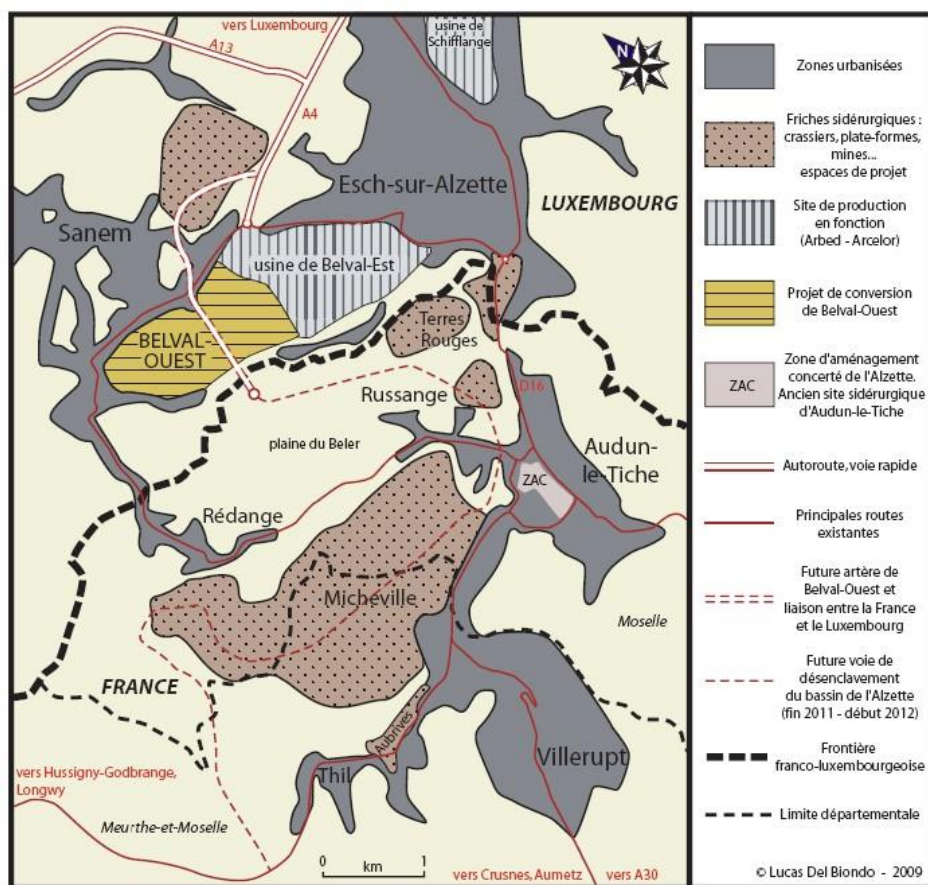 vers Luxembourg
A13
usine de
Schifflange
A4
N
Esch-sur-Alzette
LUXEMBOURG
Sanem
usine de Belval-Est
BELVAL-
OUEST
Terres
Rouges
D16
Russange
plaine du Beler
Audun-
le-Tiche
ZAC
Rédange
Micheville
Moselle
FRANCE
Aubrives
Villerupt
Thil
vers Hussigny-Godbrange,
Longwy
Meurthe-et-Moselle
0 1
km
vers Crusnes, Aumetz
vers A30
Zones urbanisées
Friches sidérurgiques :
crassiers, plate-formes,
mines...
espaces de projet
Site de production
en fonction
(Arbed - Arcelor)
Projet de conversion
de Belval-Ouest
ZAC
Zone d'aménagement
concerté de l'Alzette.
Ancien site sidérurgique
d'Audun-le-Tiche
Autoroute, voie rapide
Principales routes
existantes
Future artère de
Belval-Ouest et
liaison entre la France
et le Luxembourg
Future voie de
désenclavement
du bassin de l'Alzette
(fin 2011 - début 2012)
Frontière
franco-luxembourgeoise
Limite départementale
© Lucas Del Biondo - 2009